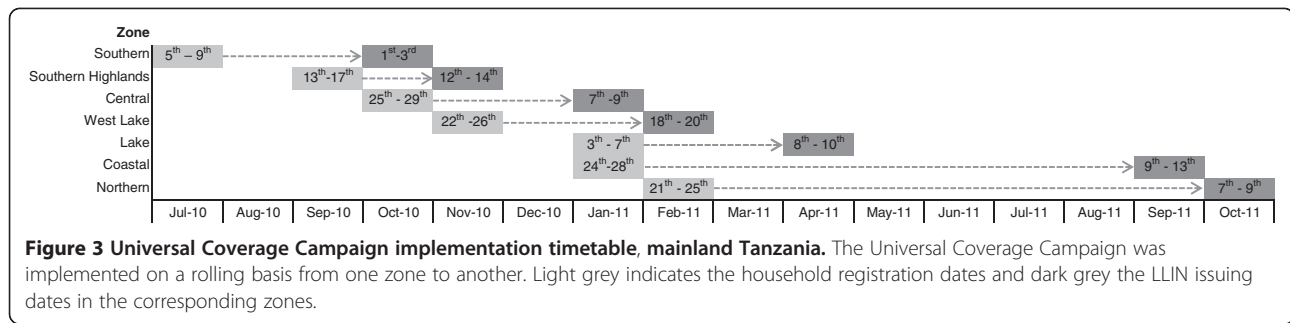 Zone
Southern 5th – 9th 1st-3rd
Southern Highlands 13th-17th 12th - 14th
Central 25th - 29th 7th -9th
West Lake 22th -26th 18th - 20th
Lake 3th - 7th 8th - 10th
Coastal 24th-28th 9th - 13th
Northern 21th - 25th 7th - 9th
Jul-10 Aug-10 Sep-10 Oct-10 Nov-10 Dec-10 Jan-11 Feb-11 Mar-11 Apr-11 May-11 Jun-11 Jul-11 Aug-11 Sep-11 Oct-11
Figure 3 Universal Coverage Campaign implementation timetable, mainland Tanzania. The Universal Coverage Campaign was
implemented on a rolling basis from one zone to another. Light grey indicates the household registration dates and dark grey the LLIN issuing
dates in the corresponding zones.